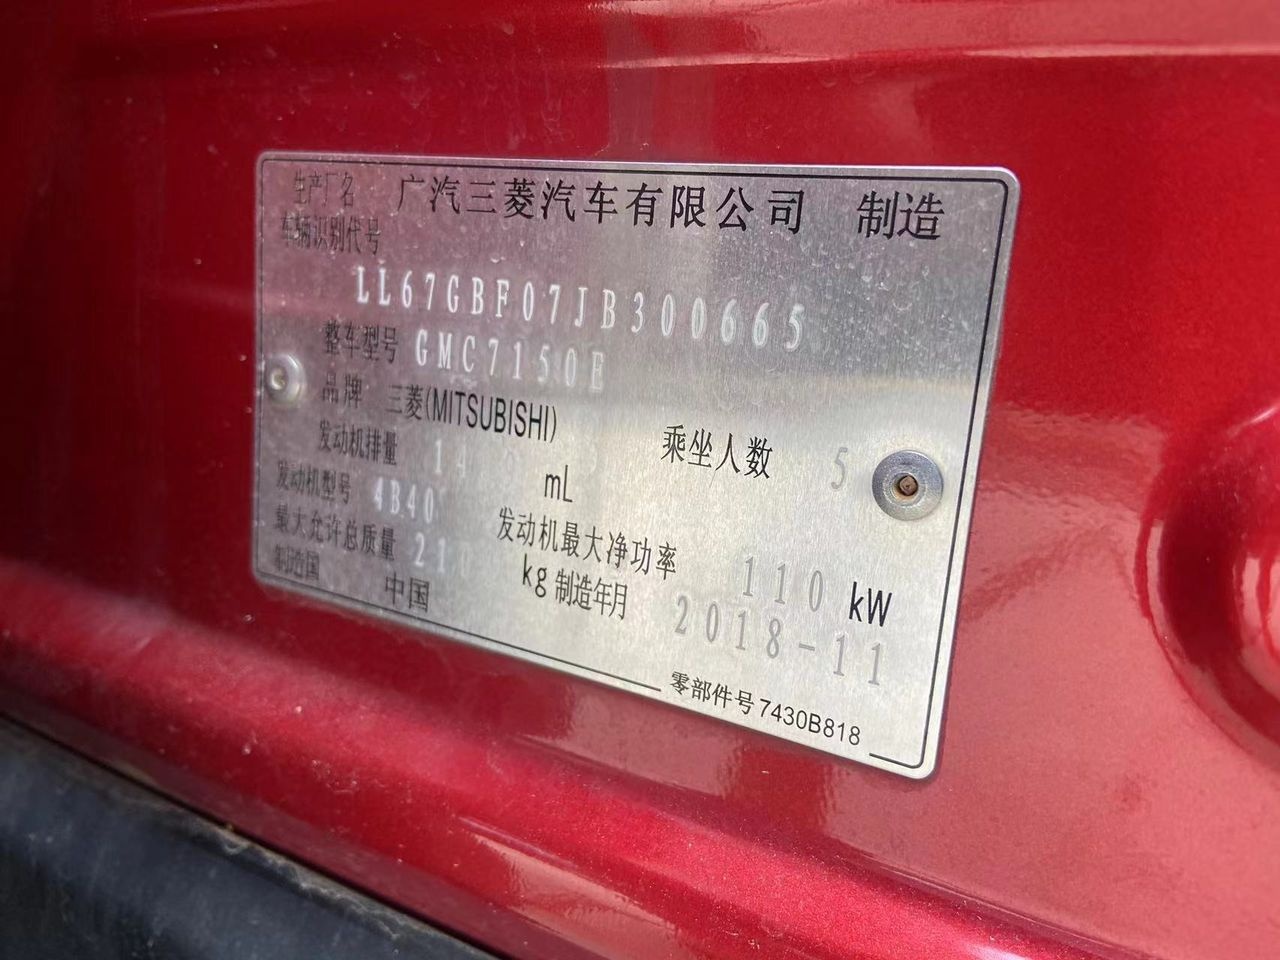 生产厂名 广汽三菱汽车有限公司 制造
车辆识别代号
LL67GBF07JB300665
整车型号 GMC7150E
品牌 三菱(MITSUBISHI)
乘坐人数 5
发动机排量 mL
发动机型号 4B40
发动机最大净功率 110 kW
最大允许总质量 kg
制造年月 2018-11
制造国 中国
零部件号 7430B818